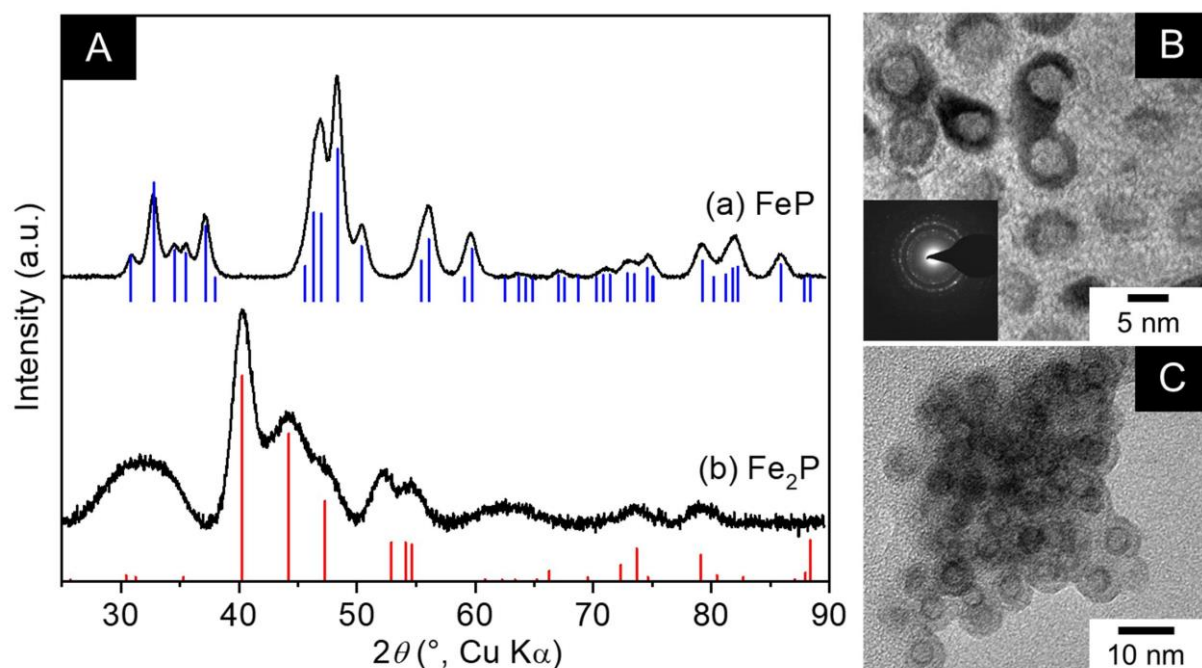 A
Intensity (a.u.)
(a) FeP
(b) Fe₂P
30 40 50 60 70 80 90
2θ (°, Cu Kα)
B
5 nm
C
10 nm